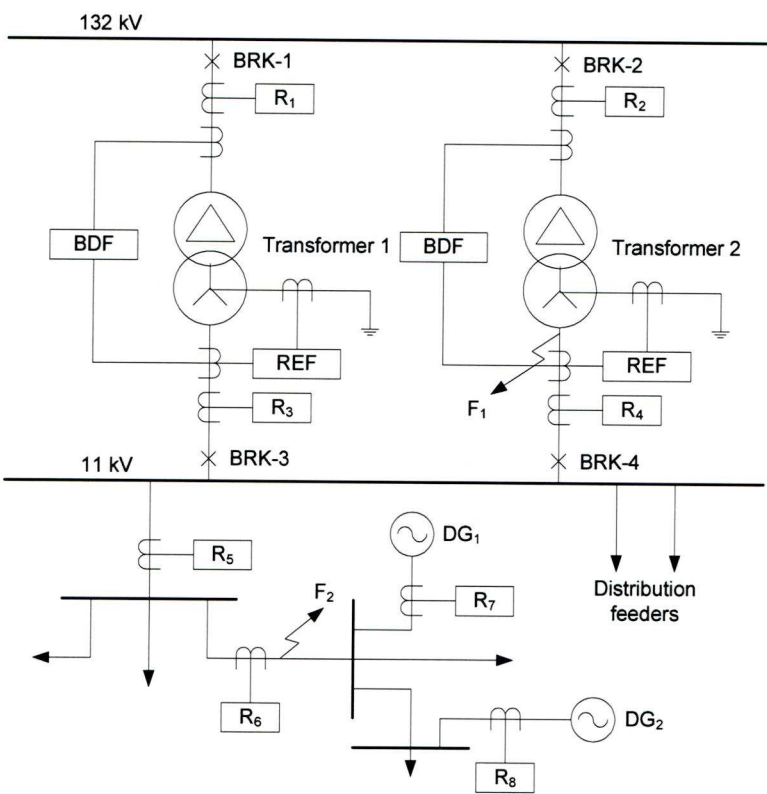 132 kV
BRK-1
BRK-2
R1
R2
BDF
Transformer 1
BDF
Transformer 2
REF
REF
F1
R3
R4
11 kV
BRK-3
BRK-4
DG1
R5
F2
R7
Distribution
feeders
R6
DG2
R8